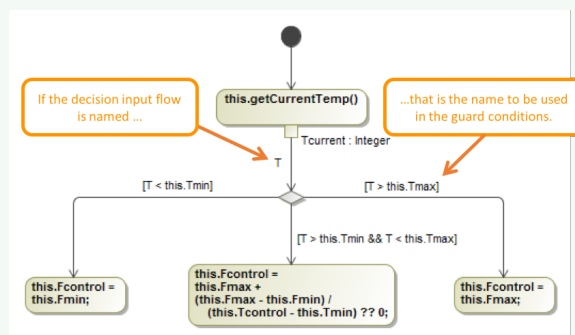 If the decision input flow
is named ...
this.getCurrentTemp()
...that is the name to be used
in the guard conditions.
Tcurrent : Integer
T
[T < this.Tmin]
[T > this.Tmax]
[T > this.Tmin && T < this.Tmax]
this.Fcontrol =
this.Fmin;
this.Fcontrol =
this.Fmax +
(this.Fmax - this.Fmin) /
(this.Tcontrol - this.Tmin) ?? 0;
this.Fcontrol =
this.Fmax;